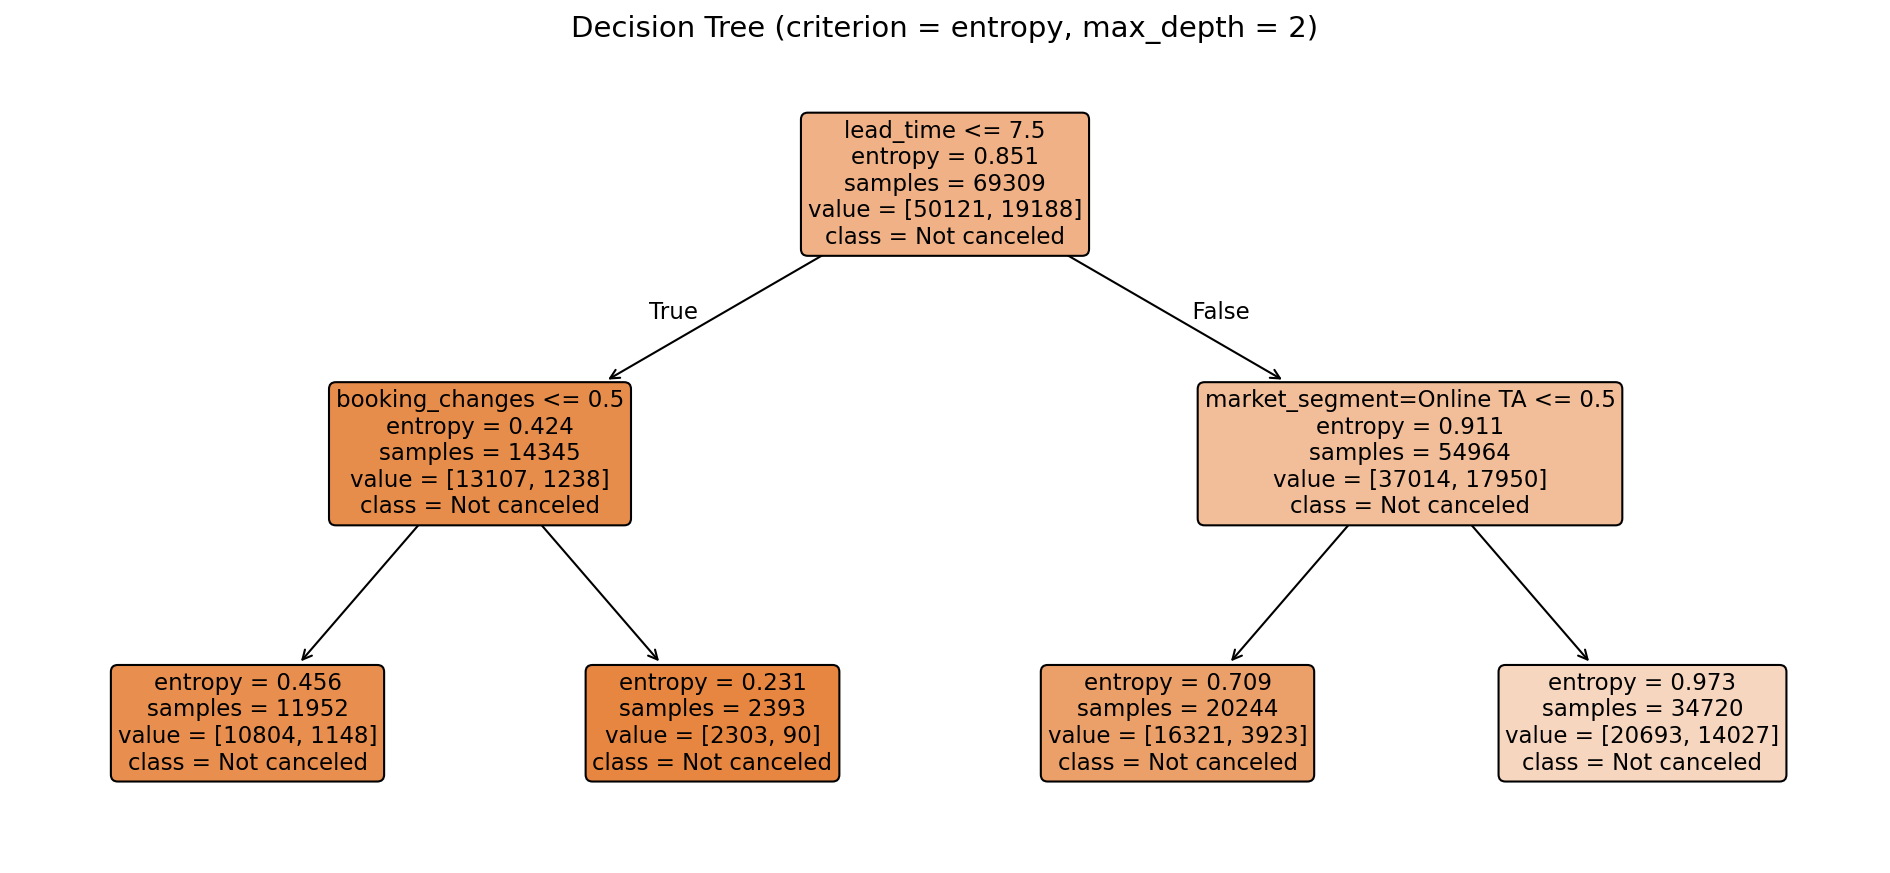 Decision Tree (criterion = entropy, max_depth = 2)
lead_time <= 7.5
entropy = 0.851
samples = 69309
value = [50121, 19188]
class = Not canceled
True
False
booking_changes <= 0.5
entropy = 0.424
samples = 14345
value = [13107, 1238]
class = Not canceled
market_segment=Online TA <= 0.5
entropy = 0.911
samples = 54964
value = [37014, 17950]
class = Not canceled
entropy = 0.456
samples = 11952
value = [10804, 1148]
class = Not canceled
entropy = 0.231
samples = 2393
value = [2303, 90]
class = Not canceled
entropy = 0.709
samples = 20244
value = [16321, 3923]
class = Not canceled
entropy = 0.973
samples = 34720
value = [20693, 14027]
class = Not canceled